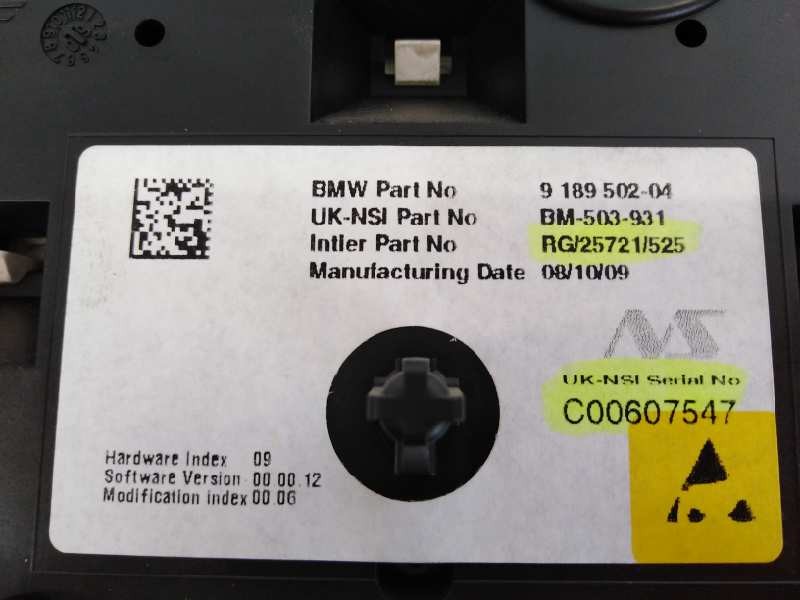 BMW Part No 9 189 502-04
UK-NSI Part No BM-503-931
Intier Part No RG/25721/525
Manufacturing Date 08/10/09
UK-NSI Serial No
C00607547
Hardware Index 09
Software Version 00.00.12
Modification index 00.06